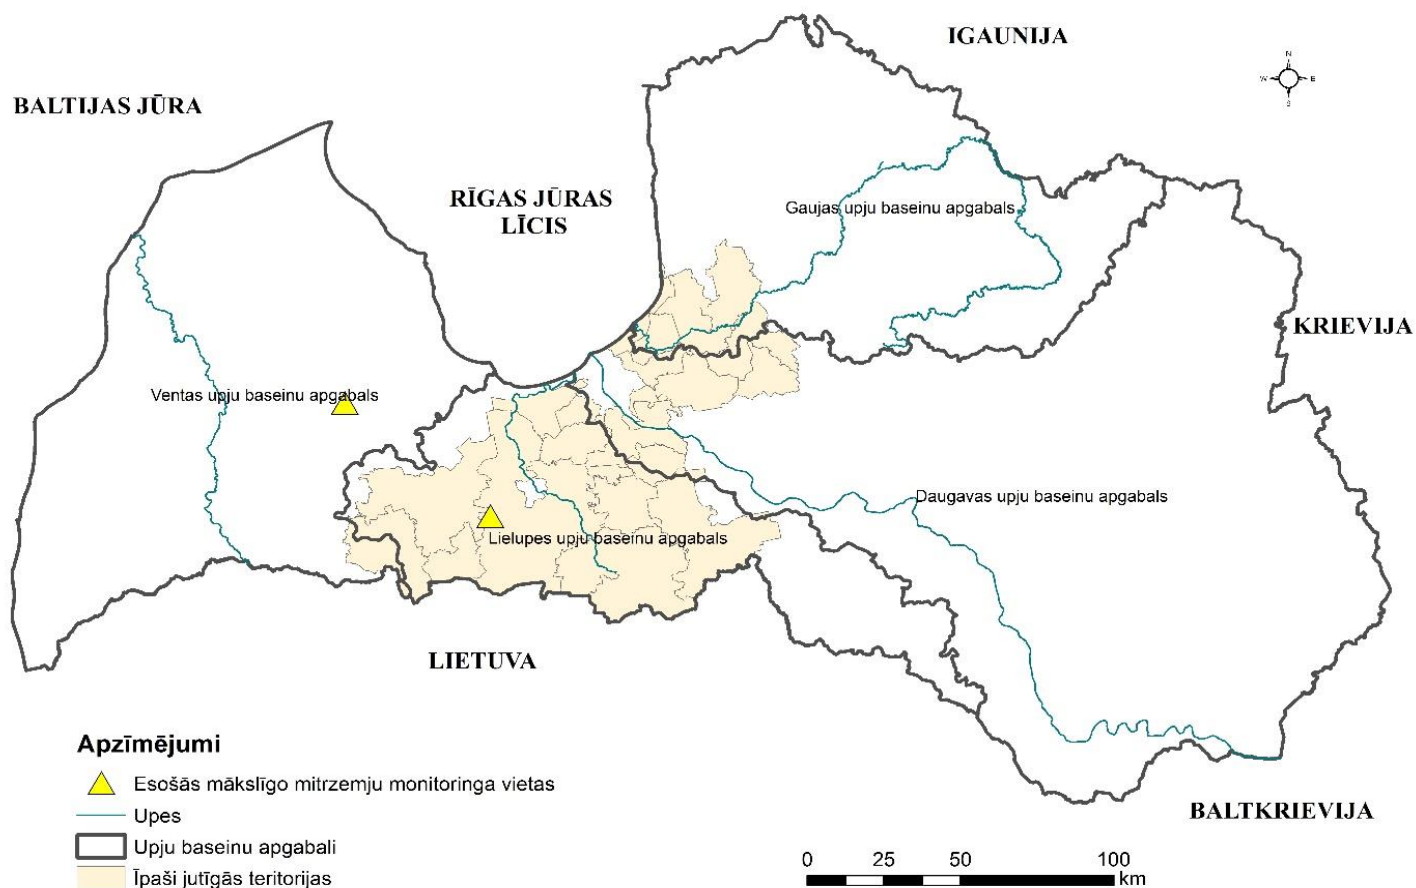 IGAUNIJA
N
W
E
S
BALTIJAS JŪRA
RĪGAS JŪRAS
LĪCIS
Gaujas upju baseinu apgabals
KRIEVIJA
Ventas upju baseinu apgabals
Daugavas upju baseinu apgabals
Lielupes upju baseinu apgabals
LIETUVA
BALTKRIEVIJA
Apzīmējumi
Esošās mākslīgo mitrzemju monitoringa vietas
Upes
Upju baseinu apgabali
Īpaši jutīgās teritorijas
0 25 50 100
km